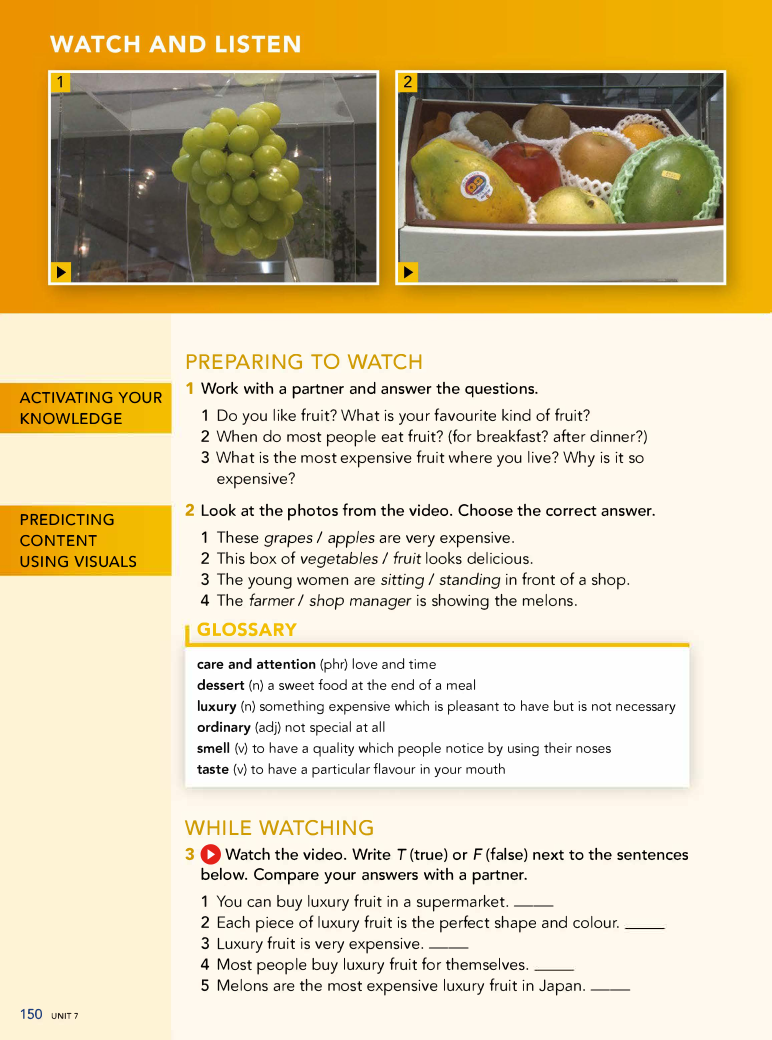 WATCH AND LISTEN
1
2
PREPARING TO WATCH
ACTIVATING YOUR
KNOWLEDGE
1 Work with a partner and answer the questions.
1 Do you like fruit? What is your favourite kind of fruit?
2 When do most people eat fruit? (for breakfast? after dinner?)
3 What is the most expensive fruit where you live? Why is it so
expensive?
PREDICTING
CONTENT
USING VISUALS
2 Look at the photos from the video. Choose the correct answer.
1 These grapes / apples are very expensive.
2 This box of vegetables / fruit looks delicious.
3 The young women are sitting / standing in front of a shop.
4 The farmer / shop manager is showing the melons.
GLOSSARY
care and attention (phr) love and time
dessert (n) a sweet food at the end of a meal
luxury (n) something expensive which is pleasant to have but is not necessary
ordinary (adj) not special at all
smell (v) to have a quality which people notice by using their noses
taste (v) to have a particular flavour in your mouth
WHILE WATCHING
3 Watch the video. Write T (true) or F (false) next to the sentences
below. Compare your answers with a partner.
1 You can buy luxury fruit in a supermarket. _____
2 Each piece of luxury fruit is the perfect shape and colour. _____
3 Luxury fruit is very expensive. _____
4 Most people buy luxury fruit for themselves. _____
5 Melons are the most expensive luxury fruit in Japan. _____
150 UNIT 7